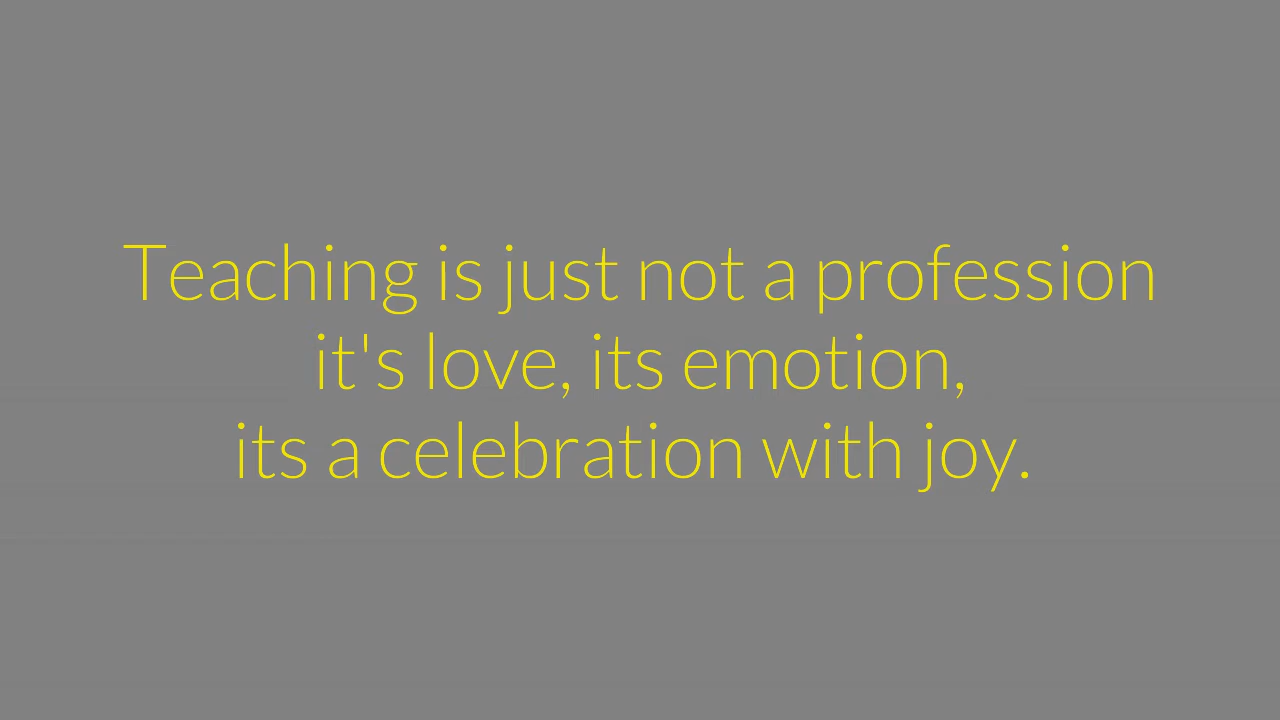 Teaching is just not a profession
it's love, its emotion,
its a celebration with joy.